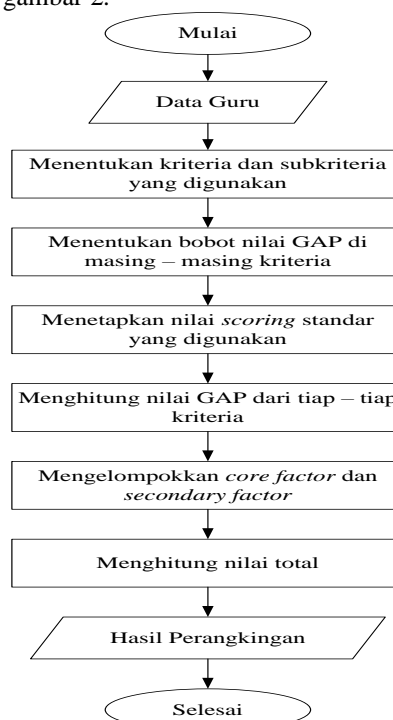 gambar 2.
Mulai
Data Guru
Menentukan kriteria dan subkriteria
yang digunakan
Menentukan bobot nilai GAP di
masing – masing kriteria
Menetapkan nilai scoring standar
yang digunakan
Menghitung nilai GAP dari tiap – tiap
kriteria
Mengelompokkan core factor dan
secondary factor
Menghitung nilai total
Hasil Perangkingan
Selesai